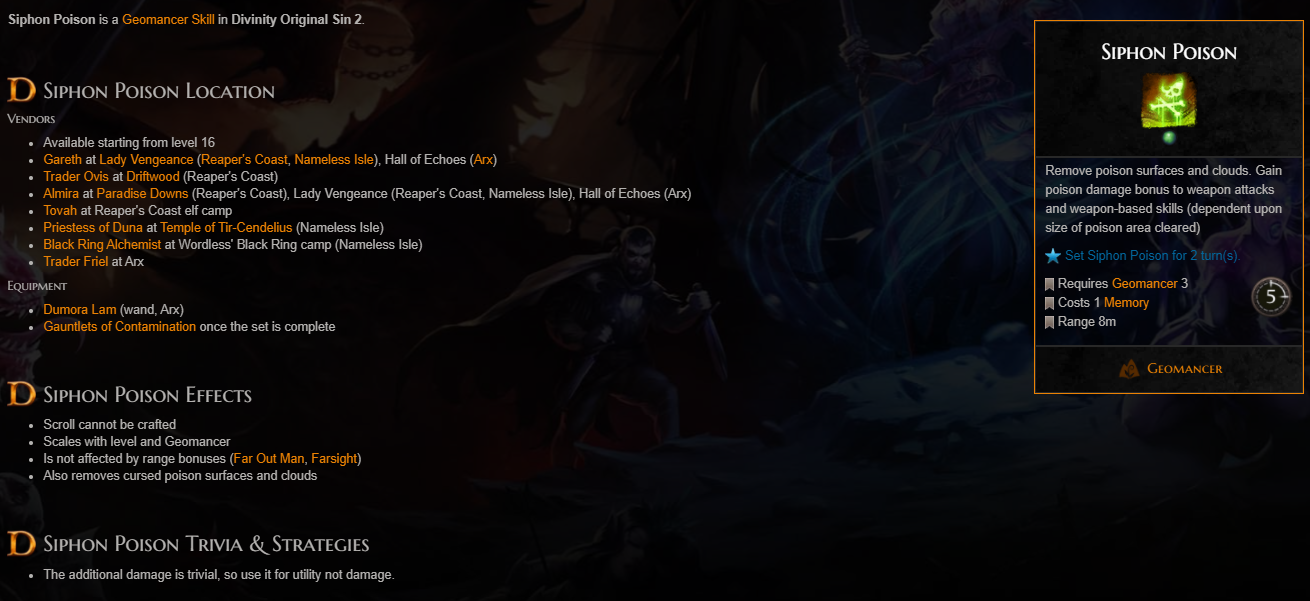 Siphon Poison is a Geomancer Skill in Divinity Original Sin 2.
Siphon Poison Location
Vendors
Available starting from level 16
Gareth at Lady Vengeance (Reaper's Coast, Nameless Isle), Hall of Echoes (Arx)
Trader Ovis at Driftwood (Reaper's Coast)
Almira at Paradise Downs (Reaper's Coast), Lady Vengeance (Reaper's Coast, Nameless Isle), Hall of Echoes (Arx)
Tovah at Reaper's Coast elf camp
Priestess of Duna at Temple of Tir-Cendelius (Nameless Isle)
Black Ring Alchemist at Wordless' Black Ring camp (Nameless Isle)
Trader Friel at Arx
Equipment
Dumora Lam (wand, Arx)
Gauntlets of Contamination once the set is complete
Siphon Poison Effects
Scroll cannot be crafted
Scales with level and Geomancer
Is not affected by range bonuses (Far Out Man, Farsight)
Also removes cursed poison surfaces and clouds
Siphon Poison Trivia & Strategies
The additional damage is trivial, so use it for utility not damage.
Siphon Poison
Remove poison surfaces and clouds. Gain
poison damage bonus to weapon attacks
and weapon-based skills (dependent upon
size of poison area cleared)
Set Siphon Poison for 2 turn(s).
Requires Geomancer 3
Costs 1 Memory
Range 8m
5
Geomancer